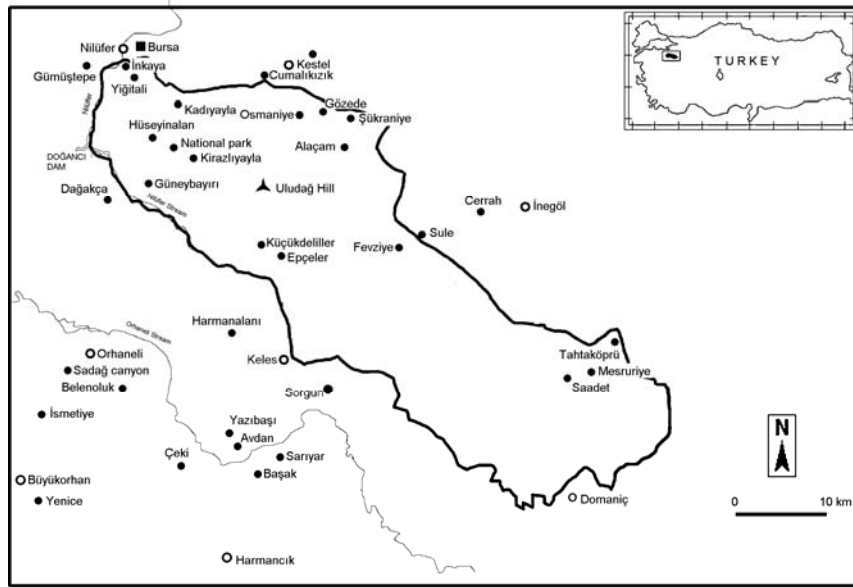 Nilüfer
Bursa
Gümüştepe
İnkaya
Yiğitali
Kestel
Cumalıkızık
TURKEY
Nilüfer
Kadıyayla
Osmaniye
Gözede
Şükraniye
Hüseyinalan
National park
Kirazlıyayla
Alaçam
DOĞANCI
DAM
Güneybayırı
Uludağ Hill
Dağakça
Nilüfer Stream
Cerrah
İnegöl
Sule
Küçükdeliller
Epçeler
Fevziye
Orhaneli Stream
Harmanalanı
Orhaneli
Keles
Tahtaköprü
Sadağ canyon
Mesruriye
Belenoluk
Saadet
Sorgun
İsmetiye
Yazıbaşı
Avdan
N
Çeki
Sarıyar
Başak
Büyükorhan
Yenice
Domaniç
0 10 km
Harmancık